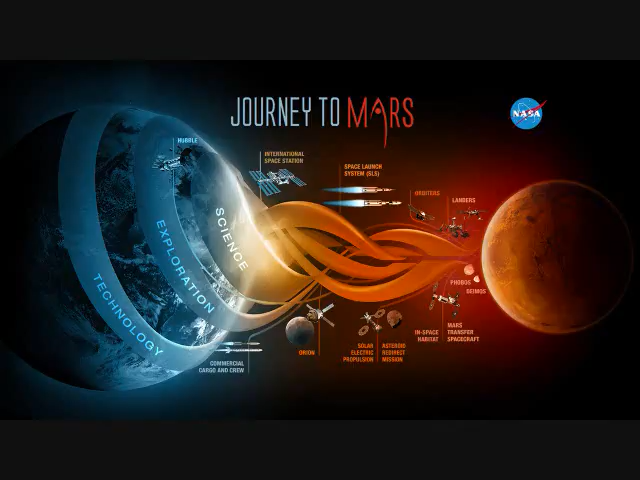 JOURNEY TO MARS
NASA
HUBBLE
INTERNATIONAL
SPACE STATION
SPACE LAUNCH
SYSTEM (SLS)
ORBITERS
LANDERS
SCIENCE
EXPLORATION
TECHNOLOGY
PHOBOS
DEIMOS
COMMERCIAL
CARGO AND CREW
ORION
SOLAR
ELECTRIC
PROPULSION
ASTEROID
REDIRECT
MISSION
IN-SPACE
HABITAT
MARS
TRANSFER
SPACECRAFT